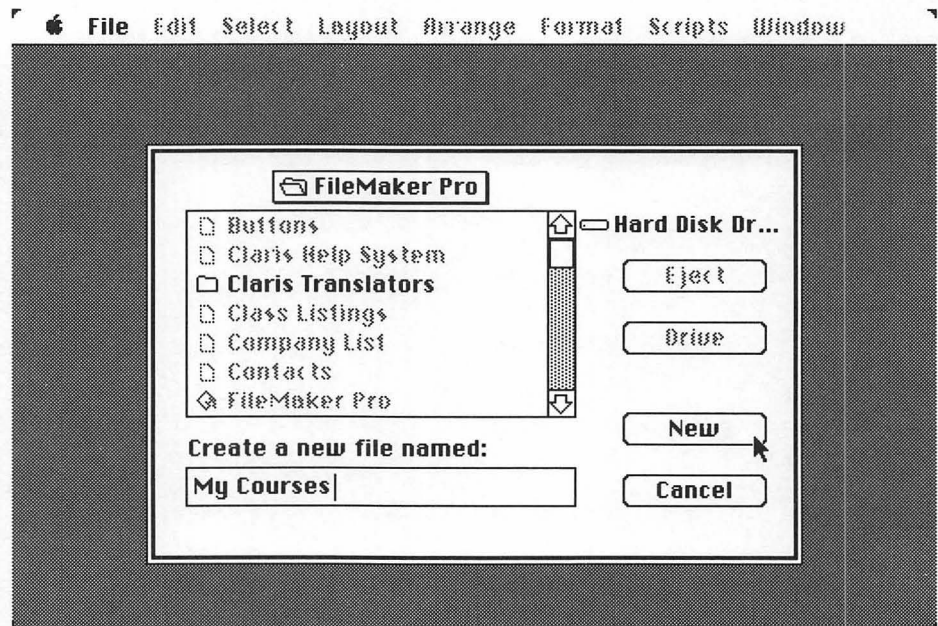 File Edit Select Layout Arrange Format Scripts Window
FileMaker Pro
Buttons
Claris Help System
Claris Translators
Class Listings
Company List
Contacts
FileMaker Pro
Hard Disk Dr...
Eject
Drive
New
Cancel
Create a new file named:
My Courses